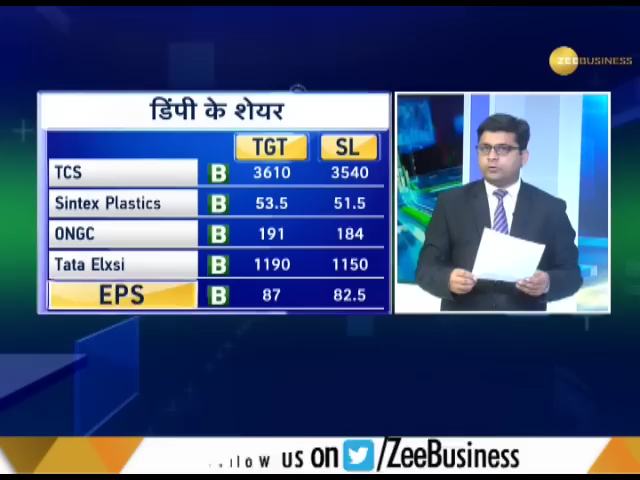 ZEEBUSINESS
डिंपी के शेयर
TGT SL
TCS B 3610 3540
Sintex Plastics B 53.5 51.5
ONGC B 191 184
Tata Elxsi B 1190 1150
EPS B 87 82.5
us on /ZeeBusiness